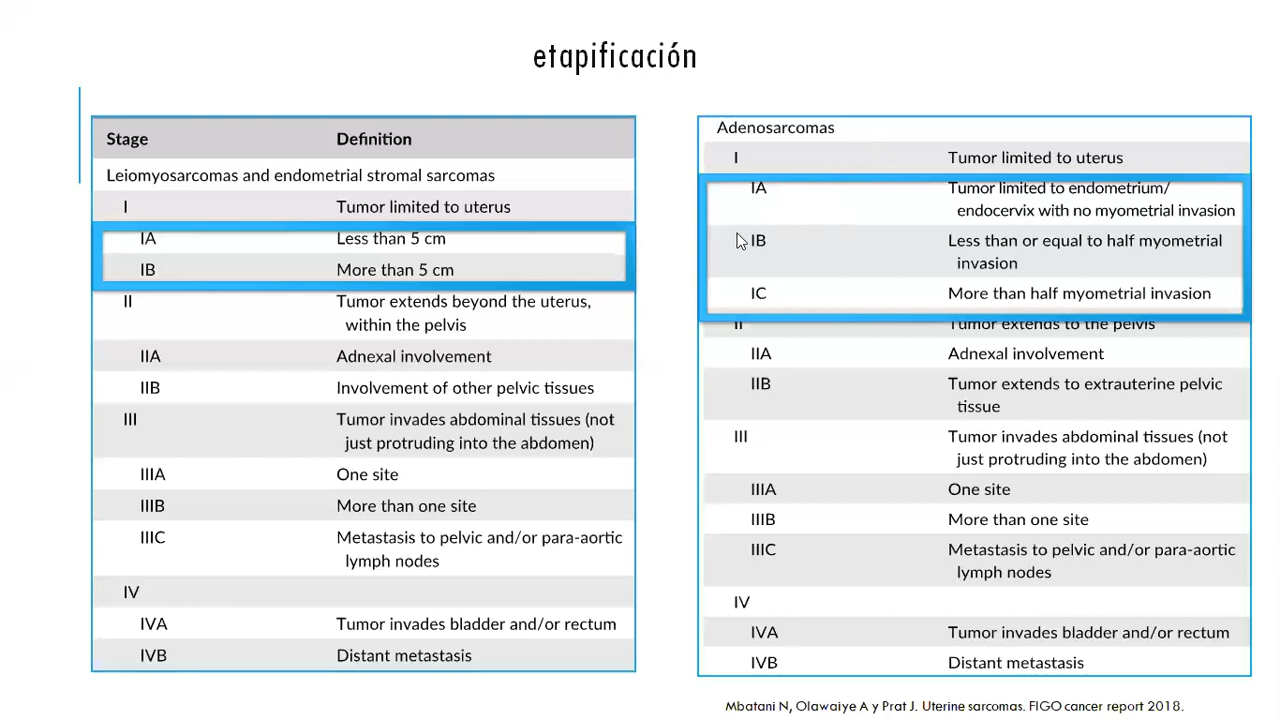 etapificación
Stage Definition
Leiomyosarcomas and endometrial stromal sarcomas
I Tumor limited to uterus
IA Less than 5 cm
IB More than 5 cm
II Tumor extends beyond the uterus,
within the pelvis
IIA Adnexal involvement
IIB Involvement of other pelvic tissues
III Tumor invades abdominal tissues (not
just protruding into the abdomen)
IIIA One site
IIIB More than one site
IIIC Metastasis to pelvic and/or para-aortic
lymph nodes
IV
IVA Tumor invades bladder and/or rectum
IVB Distant metastasis
Adenosarcomas
I Tumor limited to uterus
IA Tumor limited to endometrium/
endocervix with no myometrial invasion
IB Less than or equal to half myometrial
invasion
IC More than half myometrial invasion
II Tumor extends to the pelvis
IIA Adnexal involvement
IIB Tumor extends to extrauterine pelvic
tissue
III Tumor invades abdominal tissues (not
just protruding into the abdomen)
IIIA One site
IIIB More than one site
IIIC Metastasis to pelvic and/or para-aortic
lymph nodes
IV
IVA Tumor invades bladder and/or rectum
IVB Distant metastasis
Mbatani N, Olawaiye A y Prat J. Uterine sarcomas. FIGO cancer report 2018.